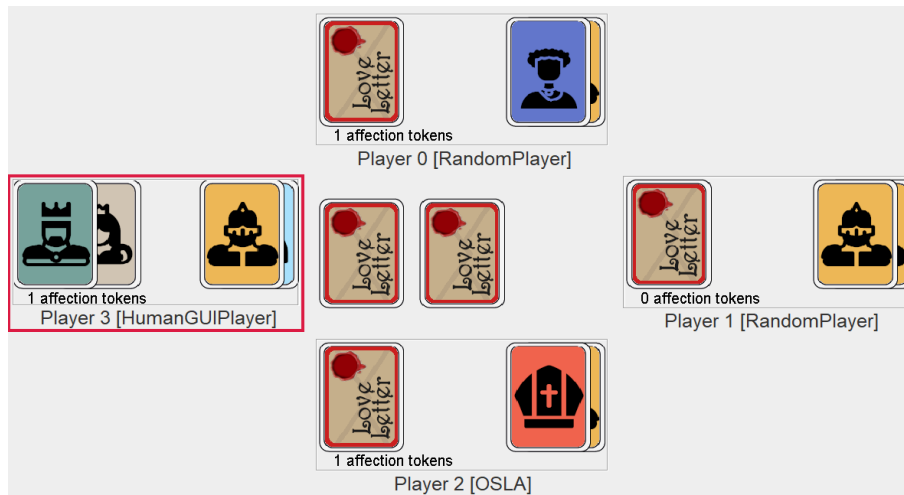 Love
Letter
1 affection tokens
Player 0 [RandomPlayer]
1 affection tokens
Player 3 [HumanGUIPlayer]
Love
Letter
Love
Letter
Love
Letter
0 affection tokens
Player 1 [RandomPlayer]
Love
Letter
1 affection tokens
Player 2 [OSLA]